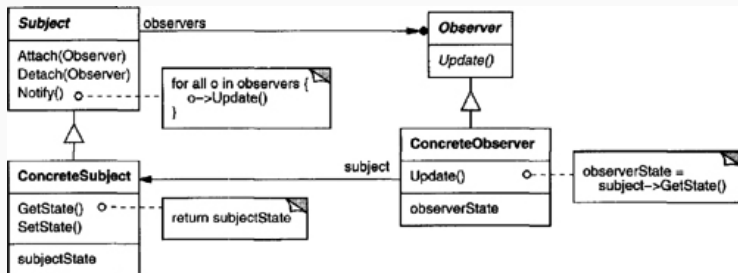 Subject
observers
Observer
Attach(Observer)
Detach(Observer)
Notify()
Update()
for all o in observers {
o->Update()
}
ConcreteSubject
GetState()
SetState()
subjectState
return subjectState
subject
ConcreteObserver
Update()
observerState
observerState =
subject->GetState()